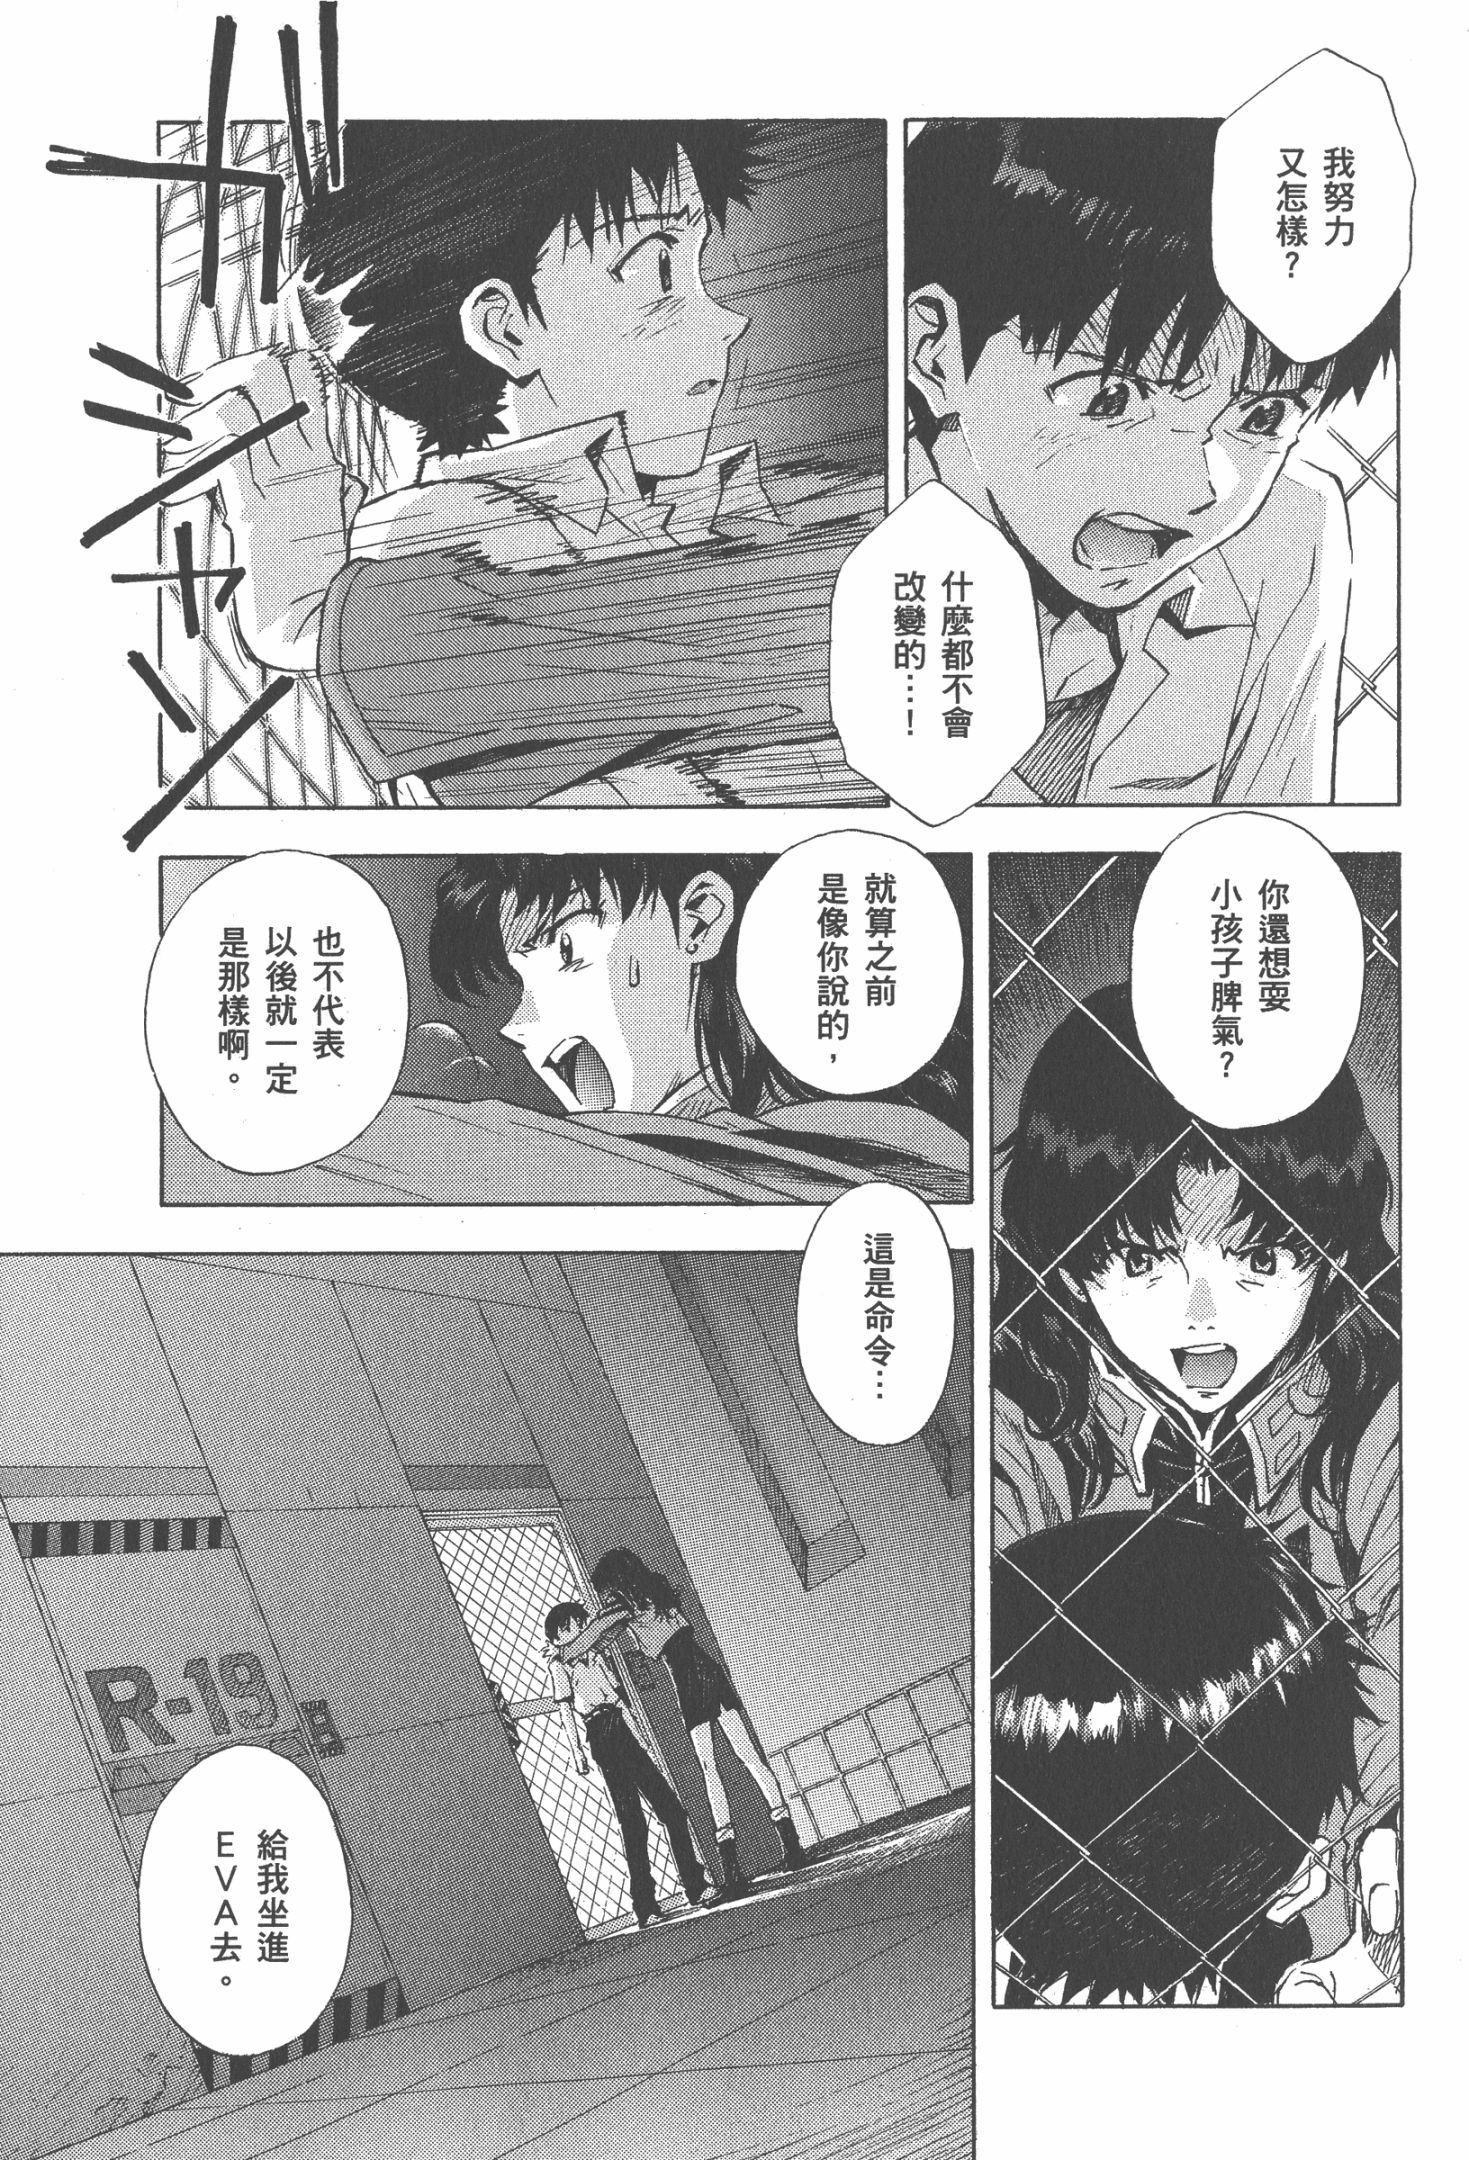 我努力
又怎樣？
什麼都不會
改變的…！
ガシャッ
你還想耍
小孩子脾氣？
就算之前
是像你說的，
也不代表
以後就一定
是那樣啊。
這是命令…
R-19
給我坐進
EVA去。